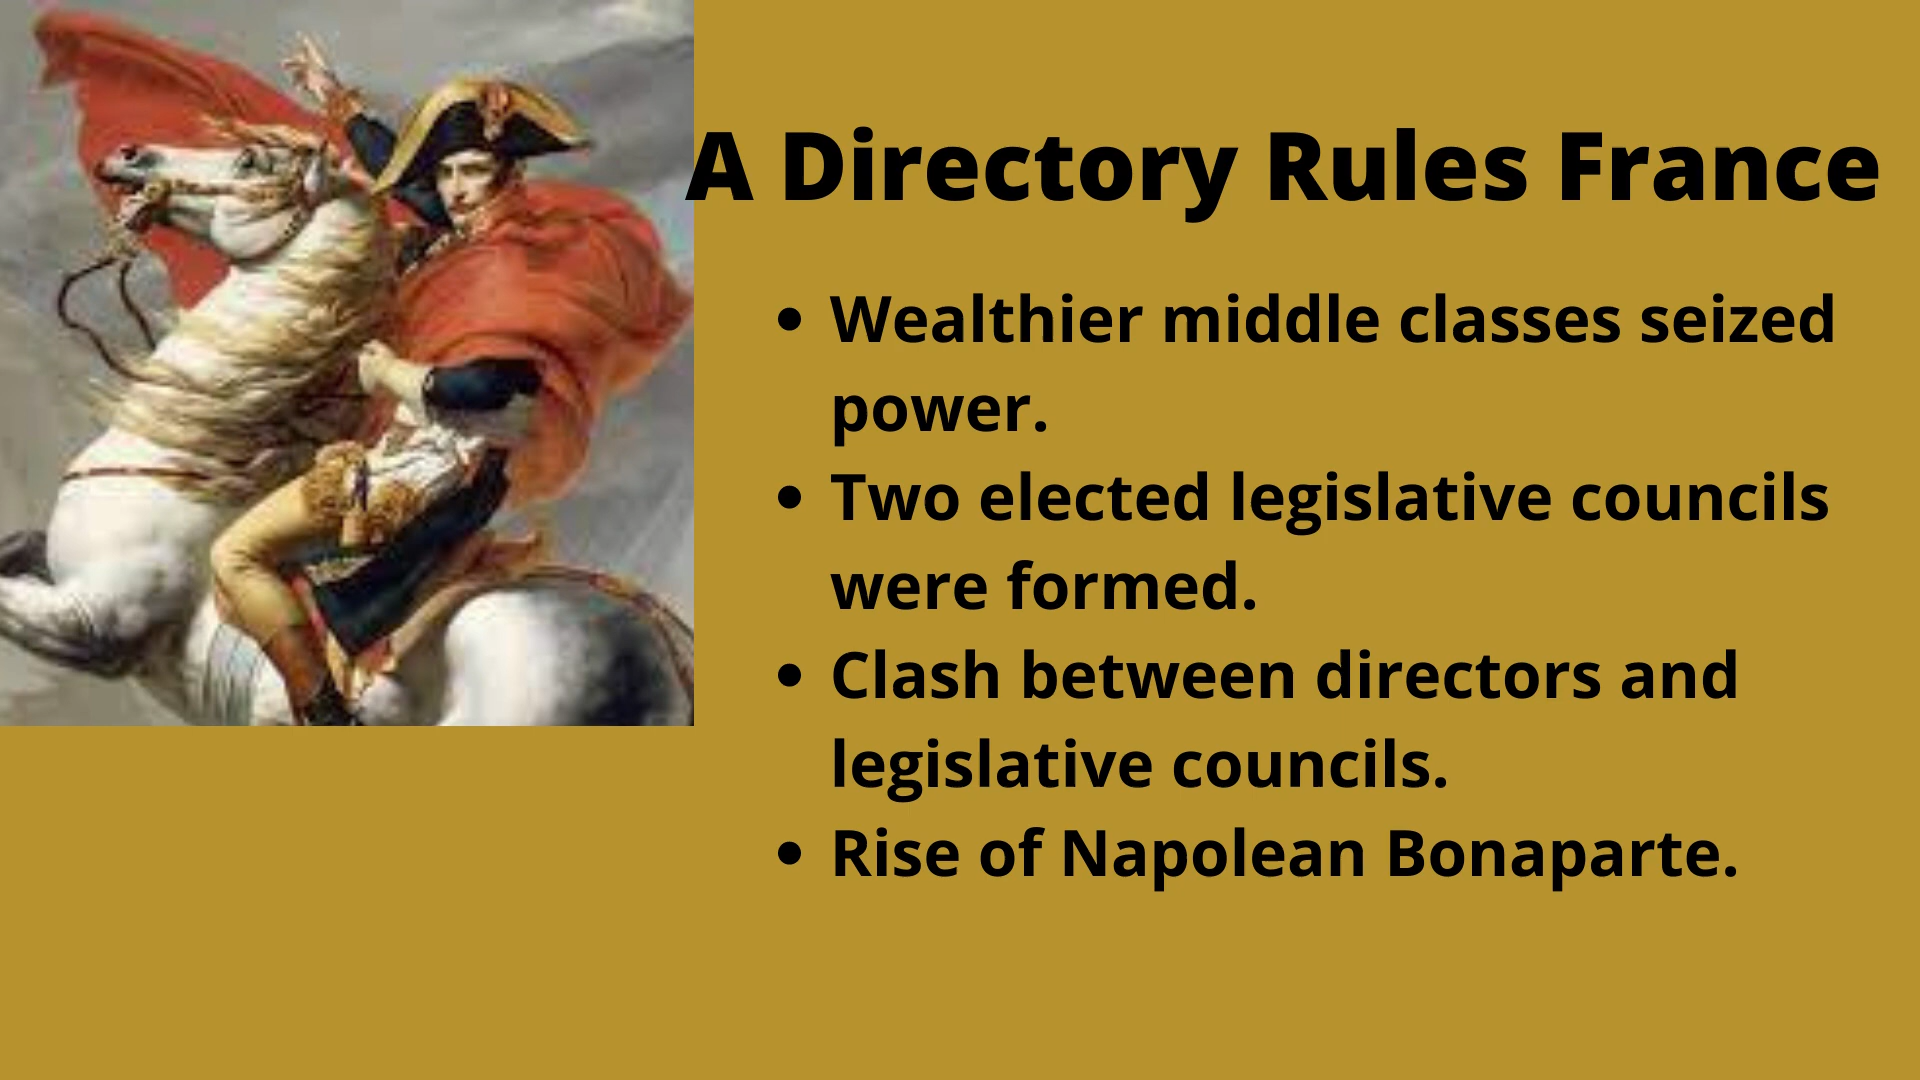 A Directory Rules France
• Wealthier middle classes seized
power.
• Two elected legislative councils
were formed.
• Clash between directors and
legislative councils.
• Rise of Napolean Bonaparte.